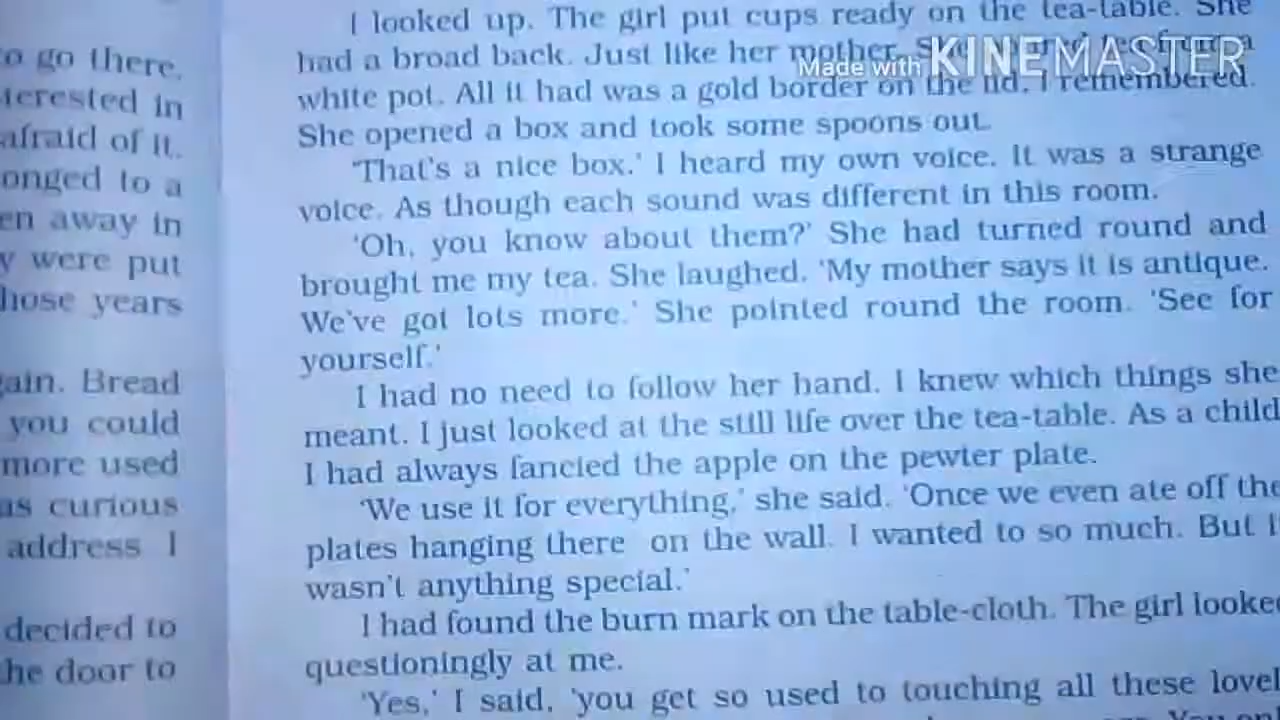 to go there.
interested in
afraid of it.
onged to a
en away in
y were put
hose years
gain. Bread
you could
more used
as curious
address I
decided to
he door to
I looked up. The girl put cups ready on the tea-table. She
had a broad back. Just like her mother. She
white pot. All it had was a gold border on the lid. I remembered.
She opened a box and took some spoons out.
'That's a nice box.' I heard my own voice. It was a strange
voice. As though each sound was different in this room.
'Oh, you know about them?' She had turned round and
brought me my tea. She laughed. 'My mother says it is antique.
We've got lots more.' She pointed round the room. 'See for
yourself.'
I had no need to follow her hand. I knew which things she
meant. I just looked at the still life over the tea-table. As a child
I had always fancied the apple on the pewter plate.
'We use it for everything,' she said. 'Once we even ate off the
plates hanging there on the wall. I wanted to so much. But i
wasn't anything special.'
I had found the burn mark on the table-cloth. The girl looked
questioningly at me.
'Yes,' I said, 'you get so used to touching all these lovel
You onl
Made with KINEMASTER